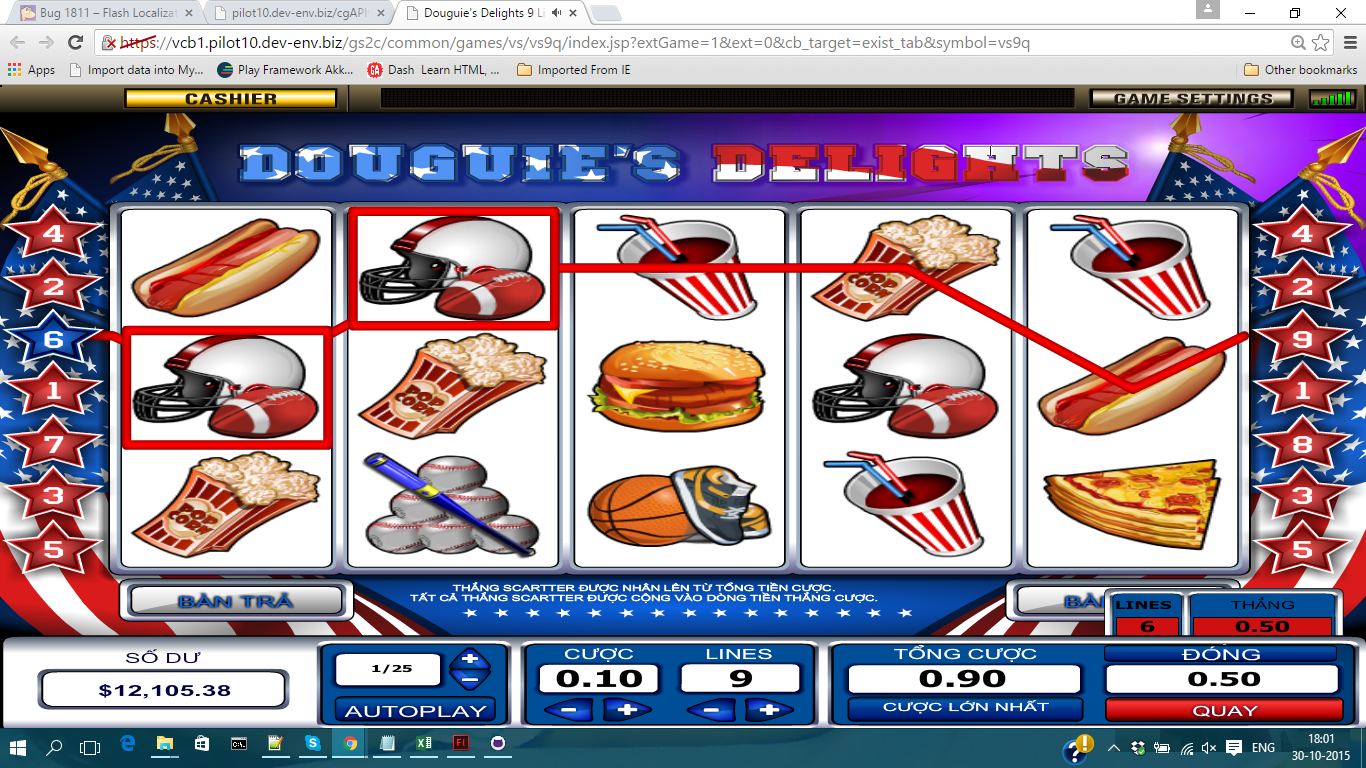 Bug 1811 – Flash Localizat
pilot10.dev-env.biz/cgAPI
Douguie's Delights 9 Li
https://vcb1.pilot10.dev-env.biz/gs2c/common/games/vs/vs9q/index.jsp?extGame=1&ext=0&cb_target=exist_tab&symbol=vs9q
Apps
Import data into My...
Play Framework Akk...
GA
Dash
Learn HTML, ...
Imported From IE
Other bookmarks
CASHIER
GAME SETTINGS
DOUGUIE'S DELIGHTS
4
2
6
1
7
3
5
POP CORN
POP CORN
POP CORN
4
2
9
1
8
3
5
BẢN TRẢ
THẮNG SCARTTER ĐƯỢC NHÂN LÊN TỪ TỔNG TIỀN CƯỢC.
TẤT CẢ THẮNG SCARTTER ĐƯỢC CỘNG VÀO DÒNG TIỀN THẮNG CƯỢC.
BẢN
LINES
6
THẮNG
0.50
SỐ DƯ
$12,105.38
1/25
AUTOPLAY
CƯỢC
0.10
LINES
9
TỔNG CƯỢC
0.90
CƯỢC LỚN NHẤT
ĐÓNG
0.50
QUAY
ENG
18:01
30-10-2015